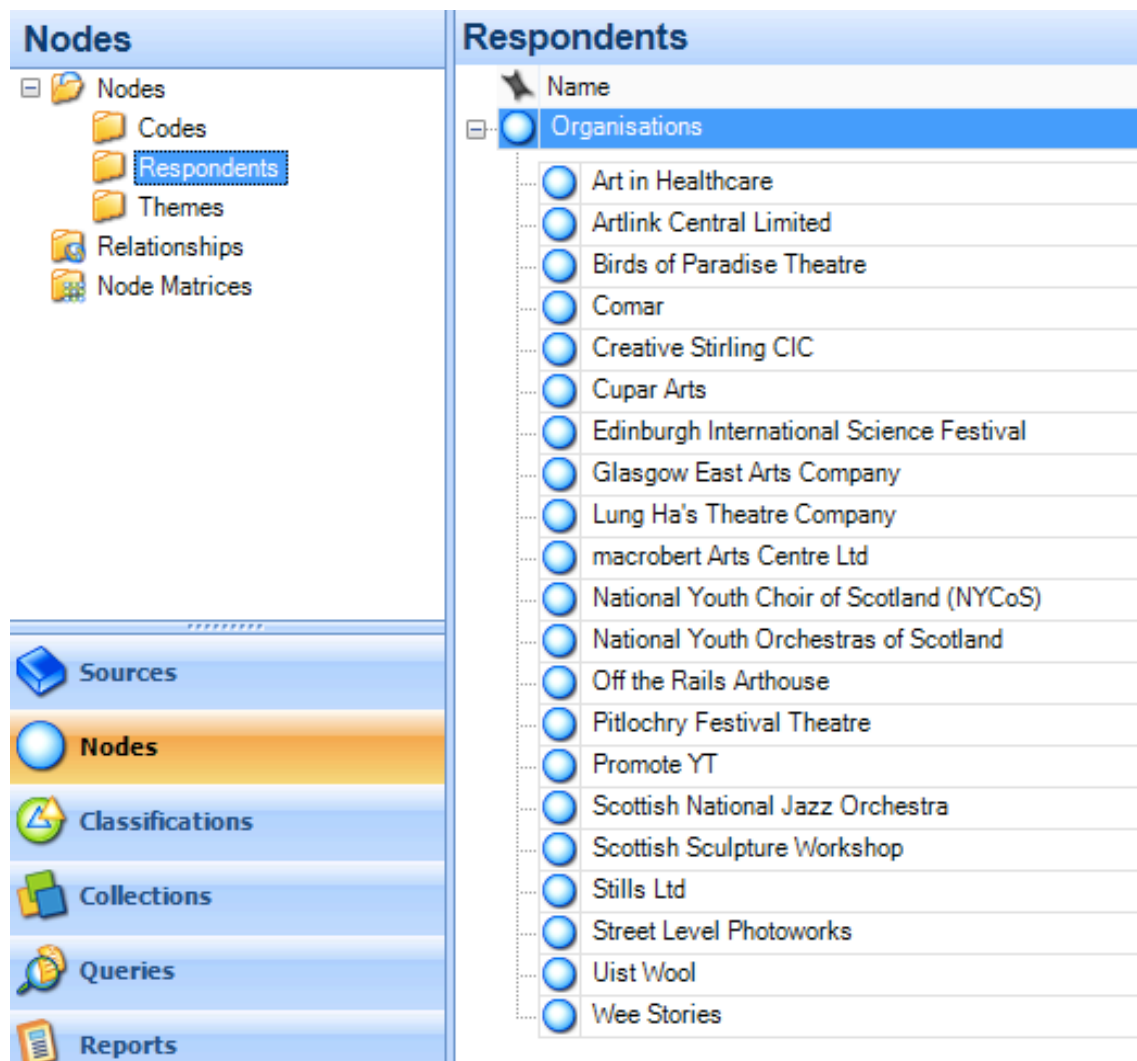 Nodes
Nodes
Codes
Respondents
Themes
Relationships
Node Matrices
Sources
Nodes
Classifications
Collections
Queries
Reports
Respondents
Name
Organisations
Art in Healthcare
Artlink Central Limited
Birds of Paradise Theatre
Comar
Creative Stirling CIC
Cupar Arts
Edinburgh International Science Festival
Glasgow East Arts Company
Lung Ha's Theatre Company
macrobert Arts Centre Ltd
National Youth Choir of Scotland (NYCoS)
National Youth Orchestras of Scotland
Off the Rails Arthouse
Pitlochry Festival Theatre
Promote YT
Scottish National Jazz Orchestra
Scottish Sculpture Workshop
Stills Ltd
Street Level Photoworks
Uist Wool
Wee Stories